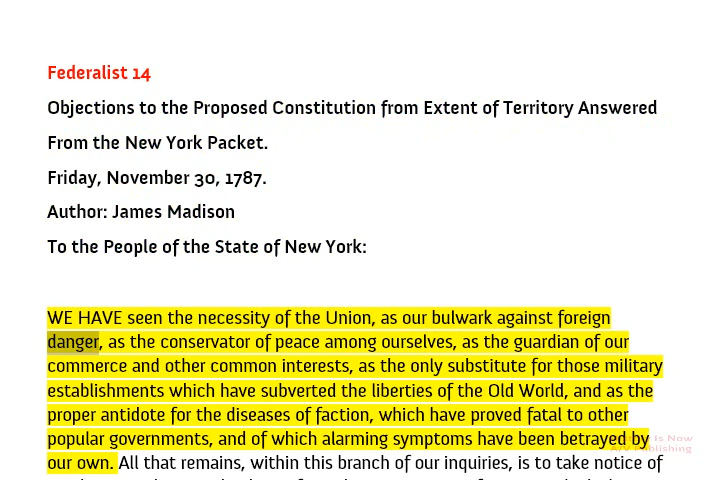 Federalist 14
Objections to the Proposed Constitution from Extent of Territory Answered
From the New York Packet.
Friday, November 30, 1787.
Author: James Madison
To the People of the State of New York:
WE HAVE seen the necessity of the Union, as our bulwark against foreign
danger, as the conservator of peace among ourselves, as the guardian of our
commerce and other common interests, as the only substitute for those military
establishments which have subverted the liberties of the Old World, and as the
proper antidote for the diseases of faction, which have proved fatal to other
popular governments, and of which alarming symptoms have been betrayed by
our own. All that remains, within this branch of our inquiries, is to take notice of
Is Now
Publishing